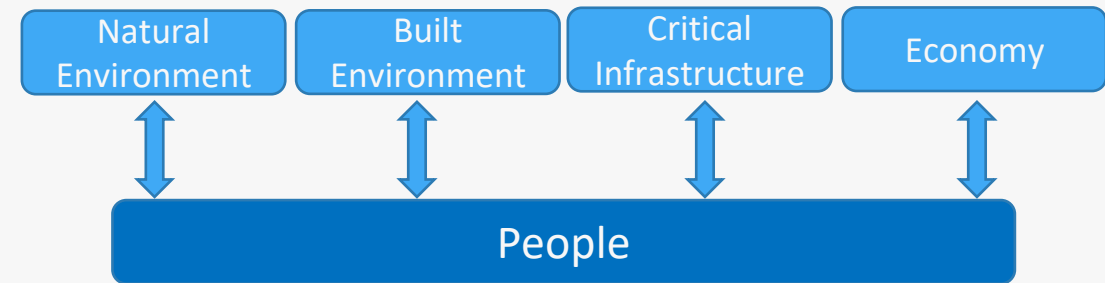 Natural
Environment
Built
Environment
Critical
Infrastructure
Economy
People